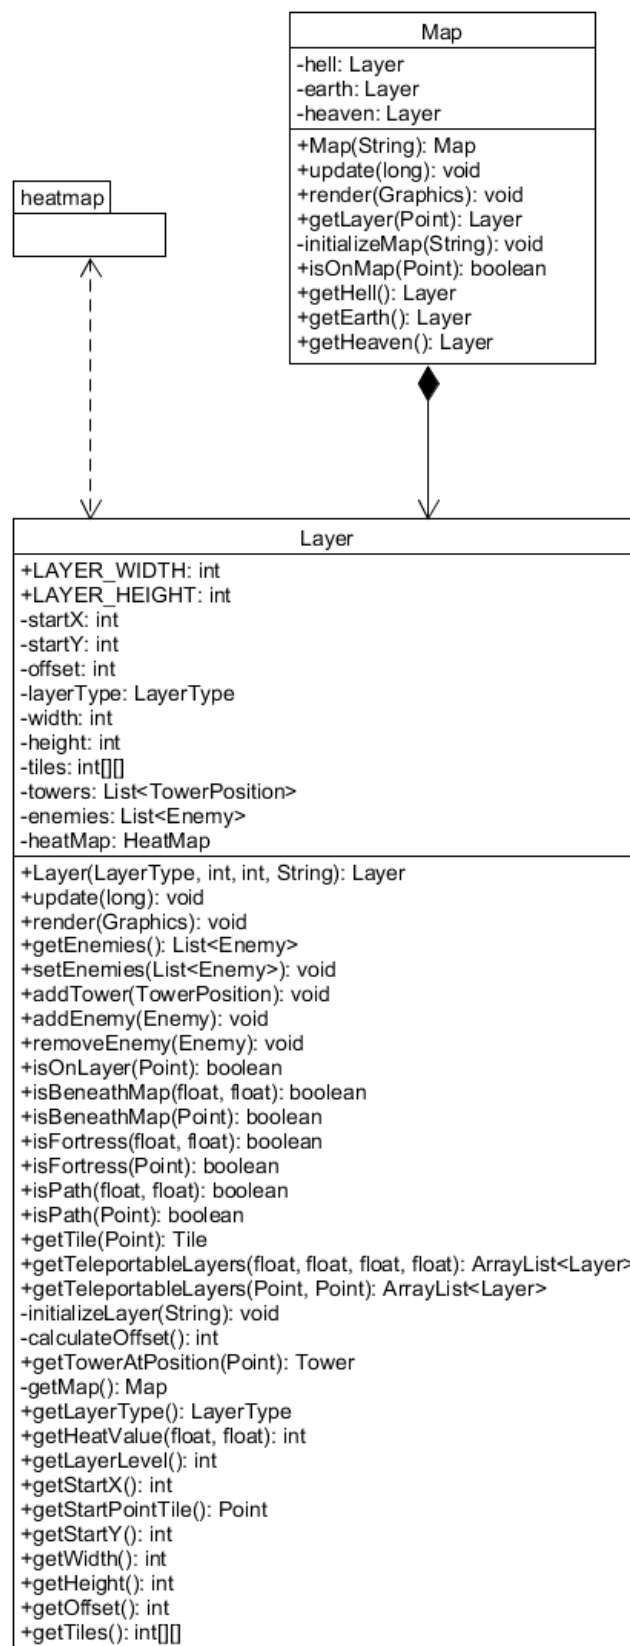 Map
-hell: Layer
-earth: Layer
-heaven: Layer
+Map(String): Map
+update(long): void
+render(Graphics): void
+getLayer(Point): Layer
-initializeMap(String): void
+isOnMap(Point): boolean
+getHell(): Layer
+getEarth(): Layer
+getHeaven(): Layer
heatmap
Layer
+LAYER_WIDTH: int
+LAYER_HEIGHT: int
-startX: int
-startY: int
-offset: int
-layerType: LayerType
-width: int
-height: int
-tiles: int[][]
-towers: List<TowerPosition>
-enemies: List<Enemy>
-heatMap: HeatMap
+Layer(LayerType, int, int, String): Layer
+update(long): void
+render(Graphics): void
+getEnemies(): List<Enemy>
+setEnemies(List<Enemy>): void
+addTower(TowerPosition): void
+addEnemy(Enemy): void
+removeEnemy(Enemy): void
+isOnLayer(Point): boolean
+isBeneathMap(float, float): boolean
+isBeneathMap(Point): boolean
+isFortress(float, float): boolean
+isFortress(Point): boolean
+isPath(float, float): boolean
+isPath(Point): boolean
+getTile(Point): Tile
+getTeleportableLayers(float, float, float, float): ArrayList<Layer>
+getTeleportableLayers(Point, Point): ArrayList<Layer>
-initializeLayer(String): void
-calculateOffset(): int
+getTowerAtPosition(Point): Tower
-getMap(): Map
+getLayerType(): LayerType
+getHeatValue(float, float): int
+getLayerLevel(): int
+getStartX(): int
+getStartPointTile(): Point
+getStartY(): int
+getWidth(): int
+getHeight(): int
+getOffset(): int
+getTiles(): int[][]